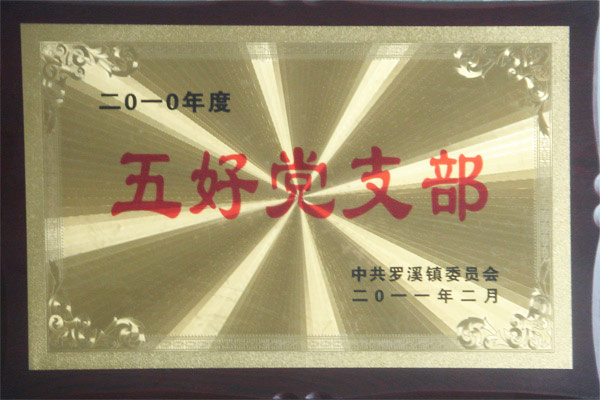 二0一0年度
五好党支部
中共罗溪镇委员会
二0一一年二月